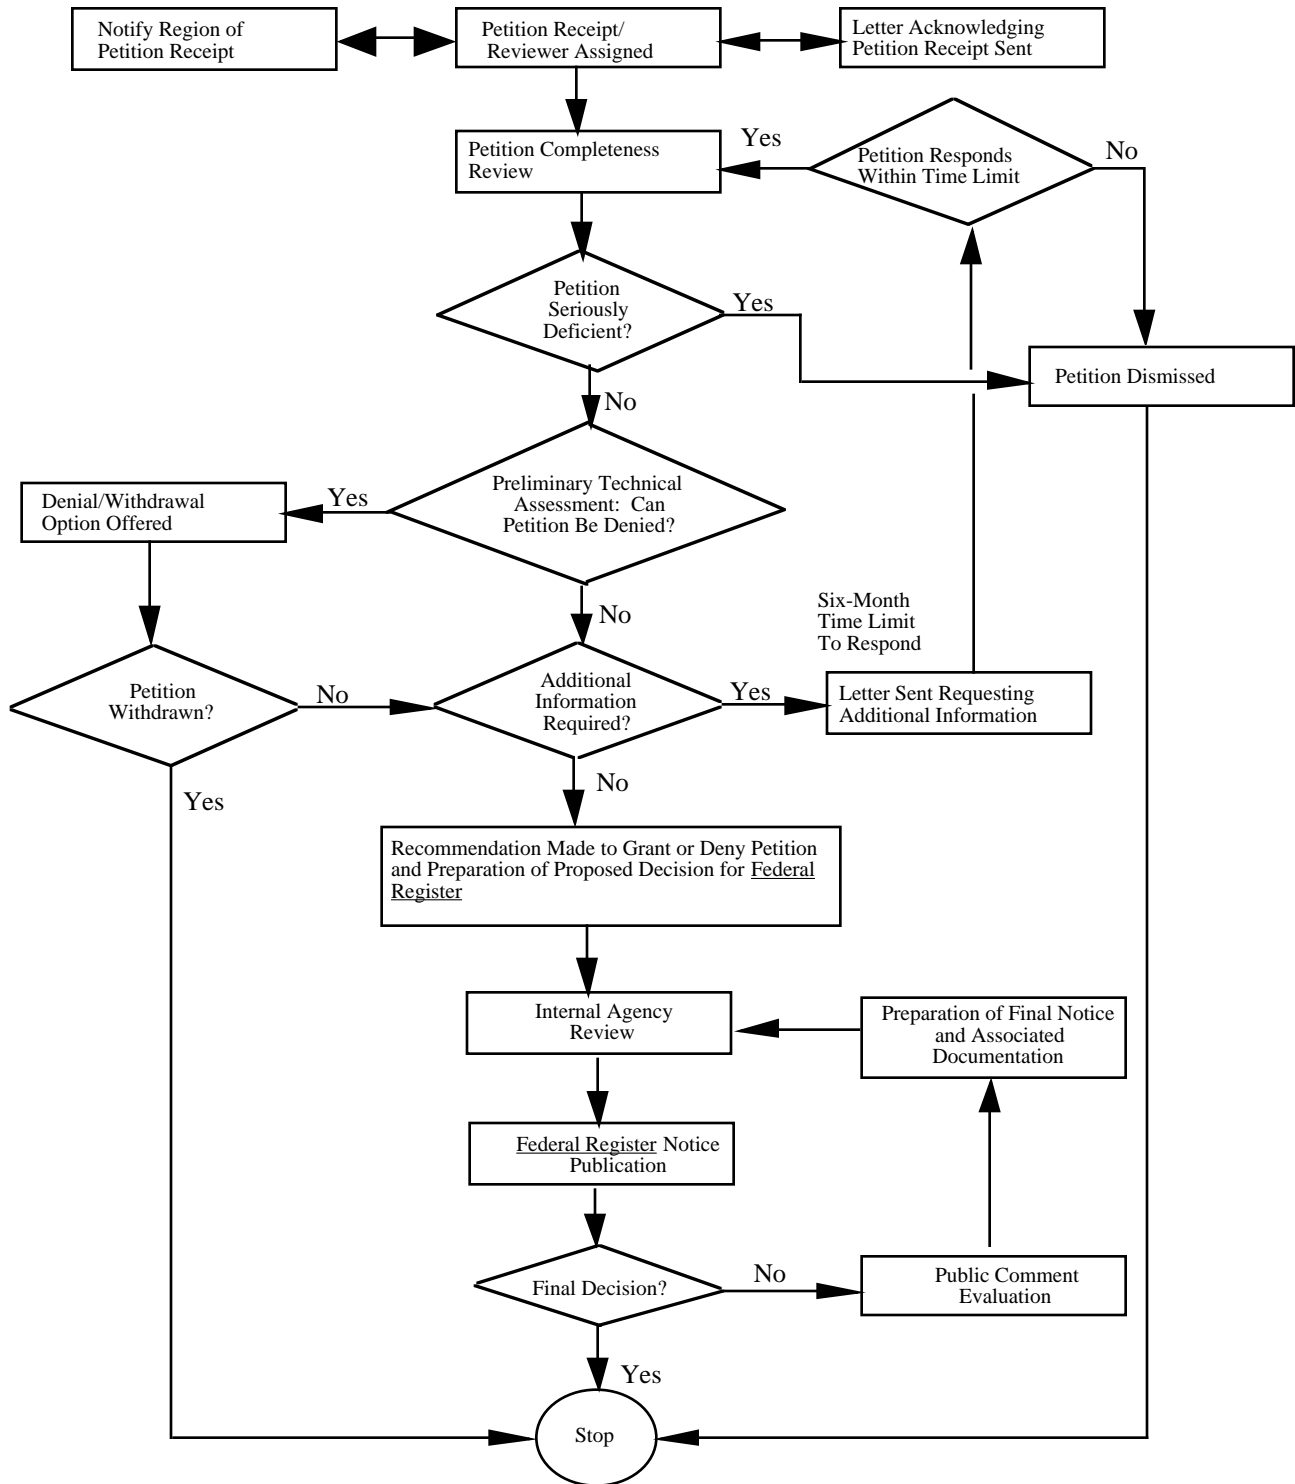 Notify Region of
Petition Receipt
Petition Receipt/
Reviewer Assigned
Letter Acknowledging
Petition Receipt Sent
Petition Completeness
Review
Yes
Petition Responds
Within Time Limit
No
Petition
Seriously
Deficient?
Yes
Petition Dismissed
No
Preliminary Technical
Assessment:  Can
Petition Be Denied?
Yes
Denial/Withdrawal
Option Offered
No
Six-Month
Time Limit
To Respond
Petition
Withdrawn?
No
Additional
Information
Required?
Yes
Letter Sent Requesting
Additional Information
Yes
No
Recommendation Made to Grant or Deny Petition
and Preparation of Proposed Decision for Federal
Register
Internal Agency
Review
Preparation of Final Notice
and Associated
Documentation
Federal Register Notice
Publication
Final Decision?
No
Public Comment
Evaluation
Yes
Stop